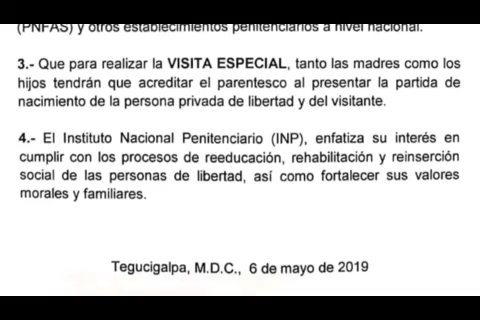 (PNFAS) y otros establecimientos penitenciarios a nivel nacional.
3.- Que para realizar la VISITA ESPECIAL, tanto las madres como los
hijos tendrán que acreditar el parentesco al presentar la partida de
nacimiento de la persona privada de libertad y del visitante.
4.- El Instituto Nacional Penitenciario (INP), enfatiza su interés en
cumplir con los procesos de reeducación, rehabilitación y reinserción
social de las personas de libertad, así como fortalecer sus valores
morales y familiares.
Tegucigalpa, M.D.C., 6 de mayo de 2019